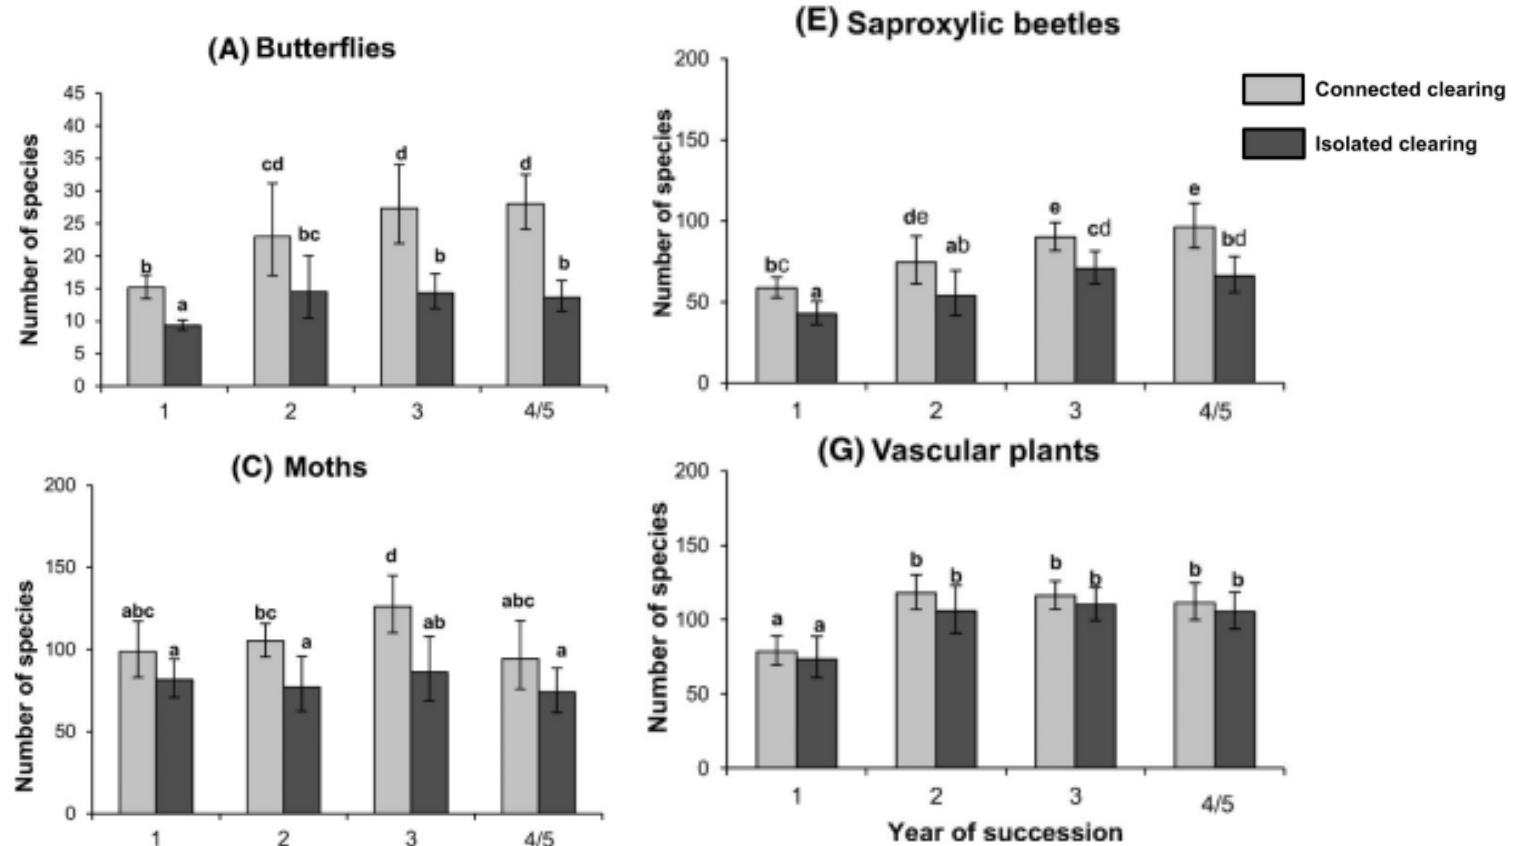 (A) Butterflies
Number of species
45
40
35
30
25
20
15
10
5
0
b
a
cd
bc
d
b
d
b
1
2
3
4/5
(E) Saproxylic beetles
Number of species
200
150
100
50
0
bc
a
de
ab
e
cd
e
bd
1
2
3
4/5
Connected clearing
Isolated clearing
(C) Moths
Number of species
200
150
100
50
0
abc
a
bc
a
d
ab
abc
a
1
2
3
4/5
(G) Vascular plants
Number of species
200
150
100
50
0
a
a
b
b
b
b
b
b
1
2
3
4/5
Year of succession